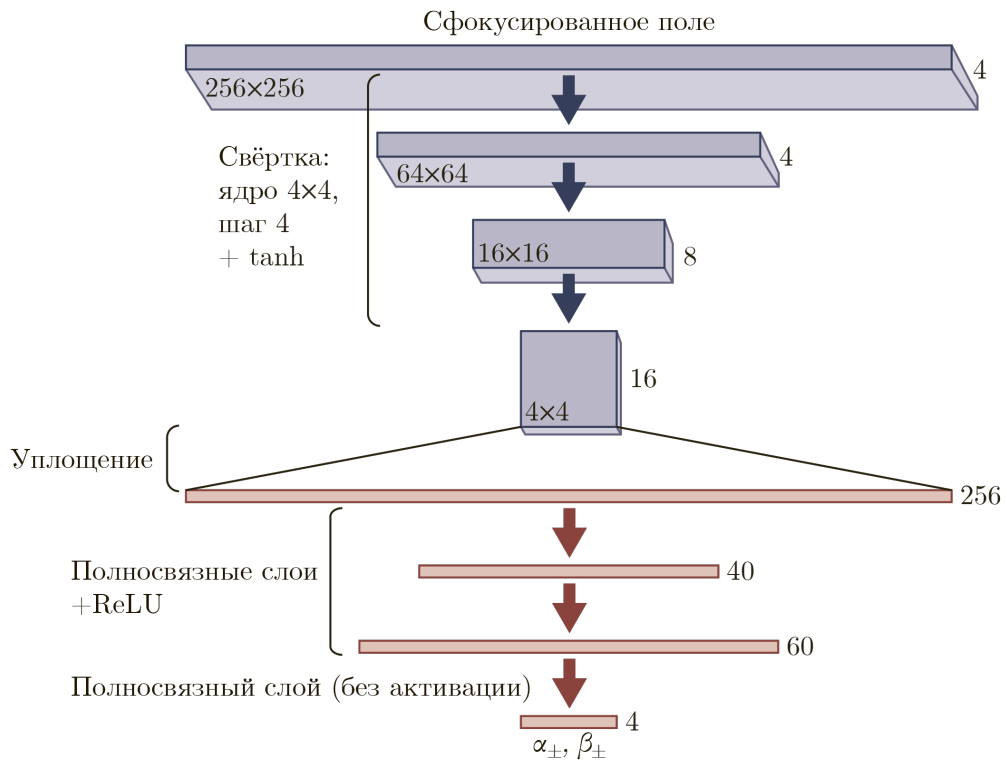 Сфокусированное поле
256×256
4
Свёртка:
ядро 4×4,
шаг 4
+ tanh
64×64
4
16×16
8
4×4
16
Уплощение
256
Полносвязные слои
+ReLU
40
60
Полносвязный слой (без активации)
4
α±, β±